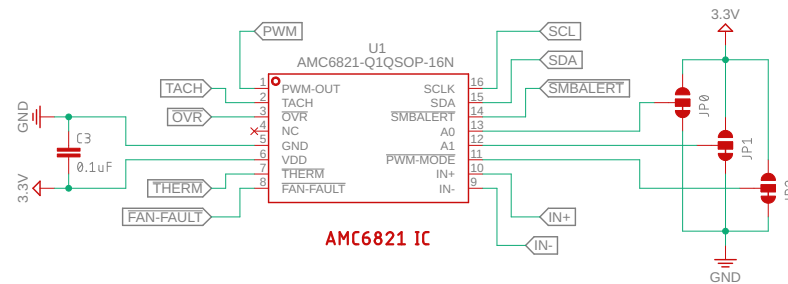 3.3V
PWM
U1
AMC6821-Q1QSOP-16N
SCL
SDA
SMBALERT
TACH
OVR
GND
C3
0.1uF
3.3V
THERM
FAN-FAULT
1 PWM-OUT SCLK 16
2 TACH SDA 15
3 OVR SMBALERT 14
4 NC A0 13
5 GND A1 12
6 VDD PWM-MODE 11
7 THERM IN+ 10
8 FAN-FAULT IN- 9
JP0
JP1
IN+
IN-
AMC6821 IC
GND